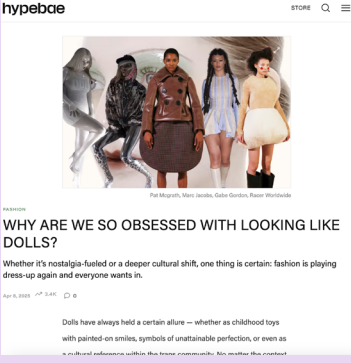 hypebae
STORE
Pat Mcgrath, Marc Jacobs, Gabe Gordon, Razer Worldwide
FASHION
WHY ARE WE SO OBSESSED WITH LOOKING LIKE
DOLLS?
Whether it's nostalgia-fueled or a deeper cultural shift, one thing is certain: fashion is playing
dress-up again and everyone wants in.
Apr 8, 2025 3.4K 0
Dolls have always held a certain allure — whether as childhood toys
with painted-on smiles, symbols of unattainable perfection, or even as
a cultural reference within the trans community. No matter the context